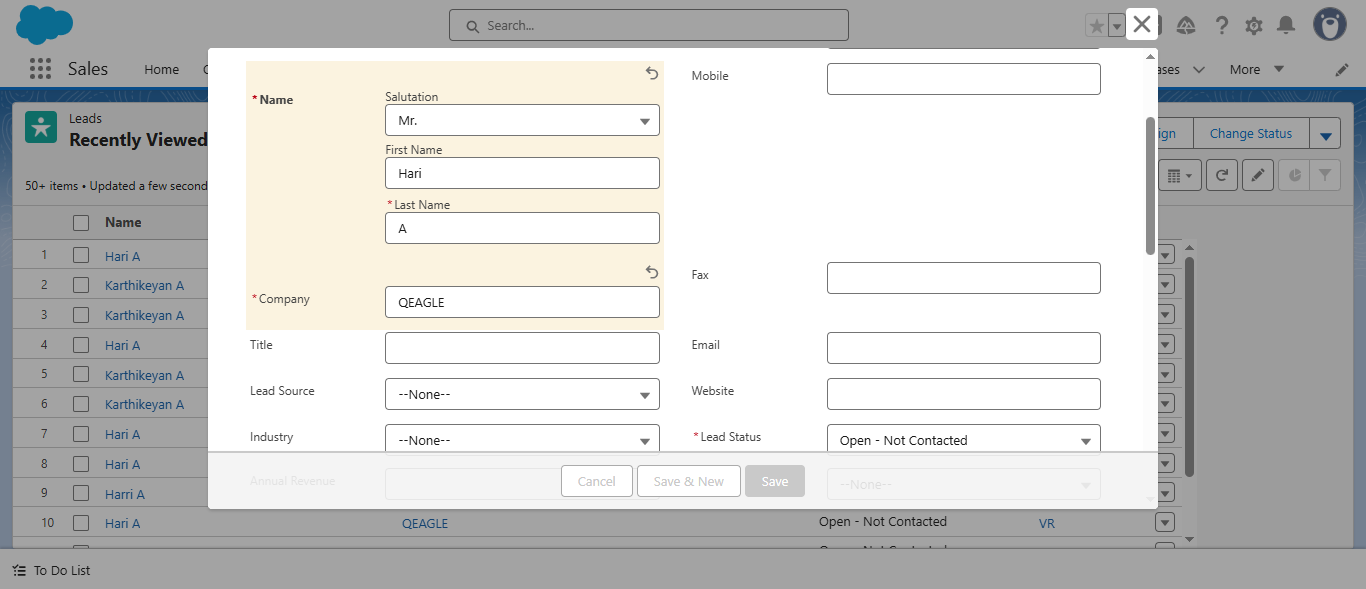 Search...
Sales
Home
ases
More
Leads
Recently Viewed
ign
Change Status
50+ items • Updated a few second
Name
1 Hari A
2 Karthikeyan A
3 Karthikeyan A
4 Hari A
5 Karthikeyan A
6 Karthikeyan A
7 Hari A
8 Hari A
9 Harri A
10 Hari A QEAGLE Open - Not Contacted VR
*Name
Salutation
Mr.
First Name
Hari
*Last Name
A
*Company
QEAGLE
Title
Lead Source
--None--
Industry
--None--
Annual Revenue
Mobile
Fax
Email
Website
*Lead Status
Open - Not Contacted
--None--
Cancel
Save & New
Save
To Do List